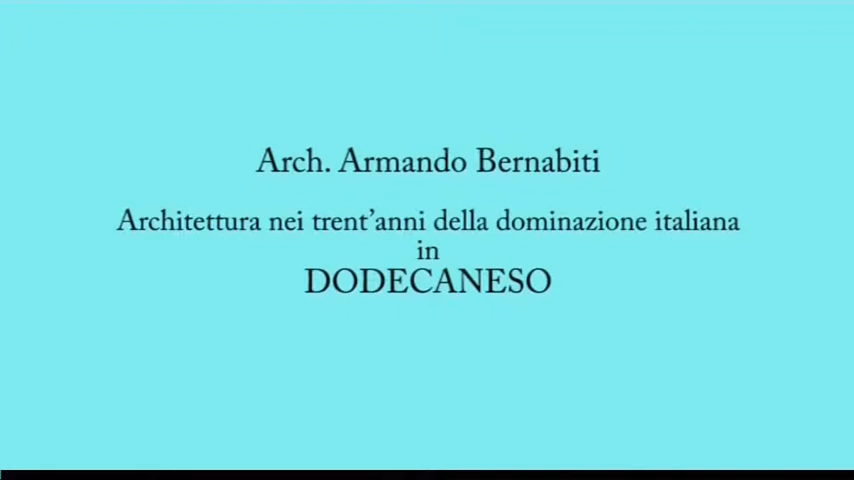 Arch. Armando Bernabiti
Architettura nei trent’anni della dominazione italiana
in
DODECANESO